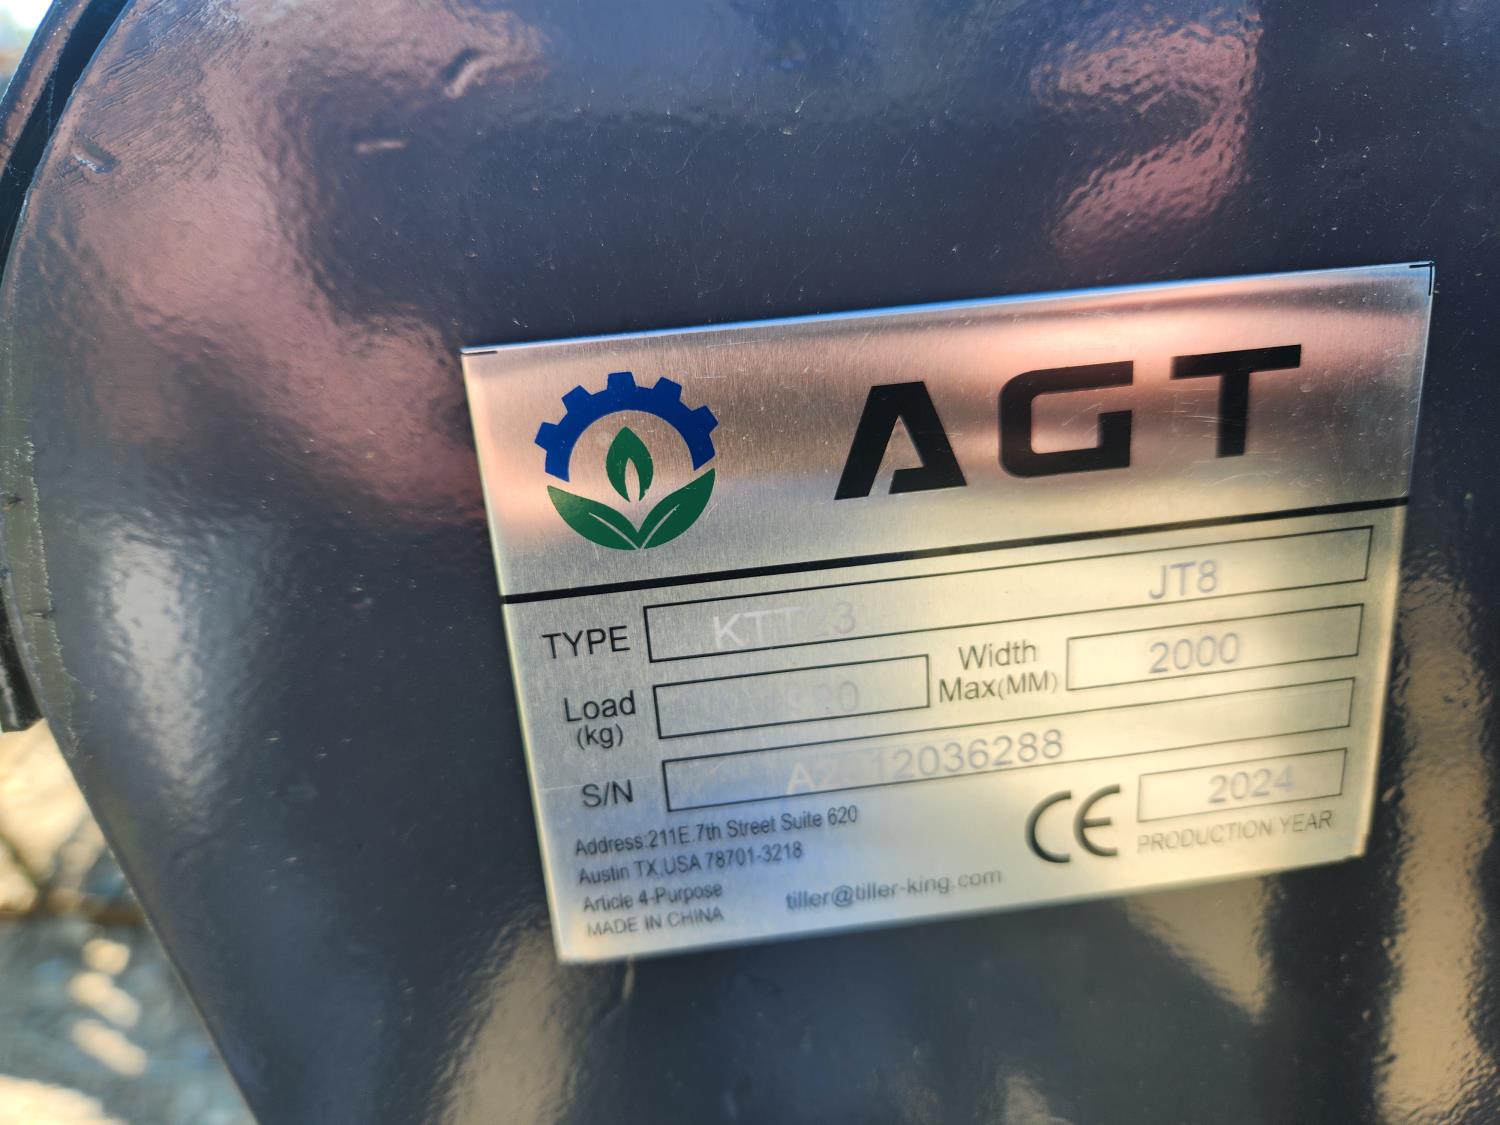 AGT
TYPE JT8
Width
Load Max(MM) 2000
(kg)
S/N
Address:211E.7th Street Suite 620
Austin TX,USA 78701-3218
Article 4-Purpose
MADE IN CHINA
tiller@tiller-king.com
CE 2024
PRODUCTION YEAR